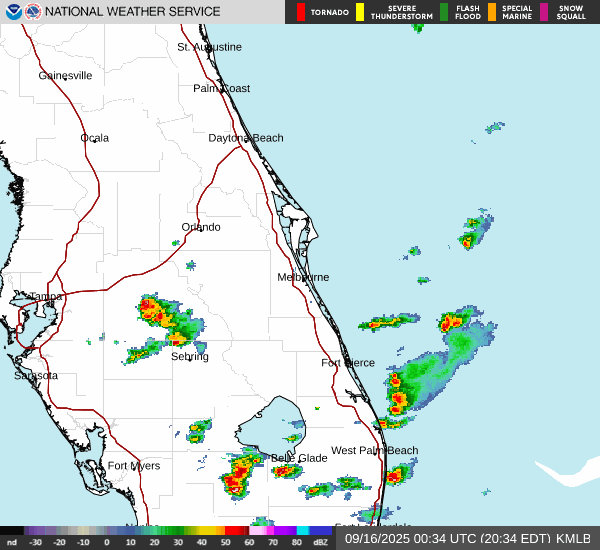 NATIONAL WEATHER SERVICE
TORNADO
SEVERE
THUNDERSTORM
FLASH
FLOOD
SPECIAL
MARINE
SNOW
SQUALL
St. Augustine
Gainesville
Palm Coast
Ocala
Daytona Beach
Orlando
Melbourne
Tampa
Sebring
Fort Pierce
Sarasota
West Palm Beach
Belle Glade
Fort Myers
nd -30 -20 -10 0 10 20 30 40 50 60 70 80 dBZ
09/16/2025 00:34 UTC (20:34 EDT) KMLB